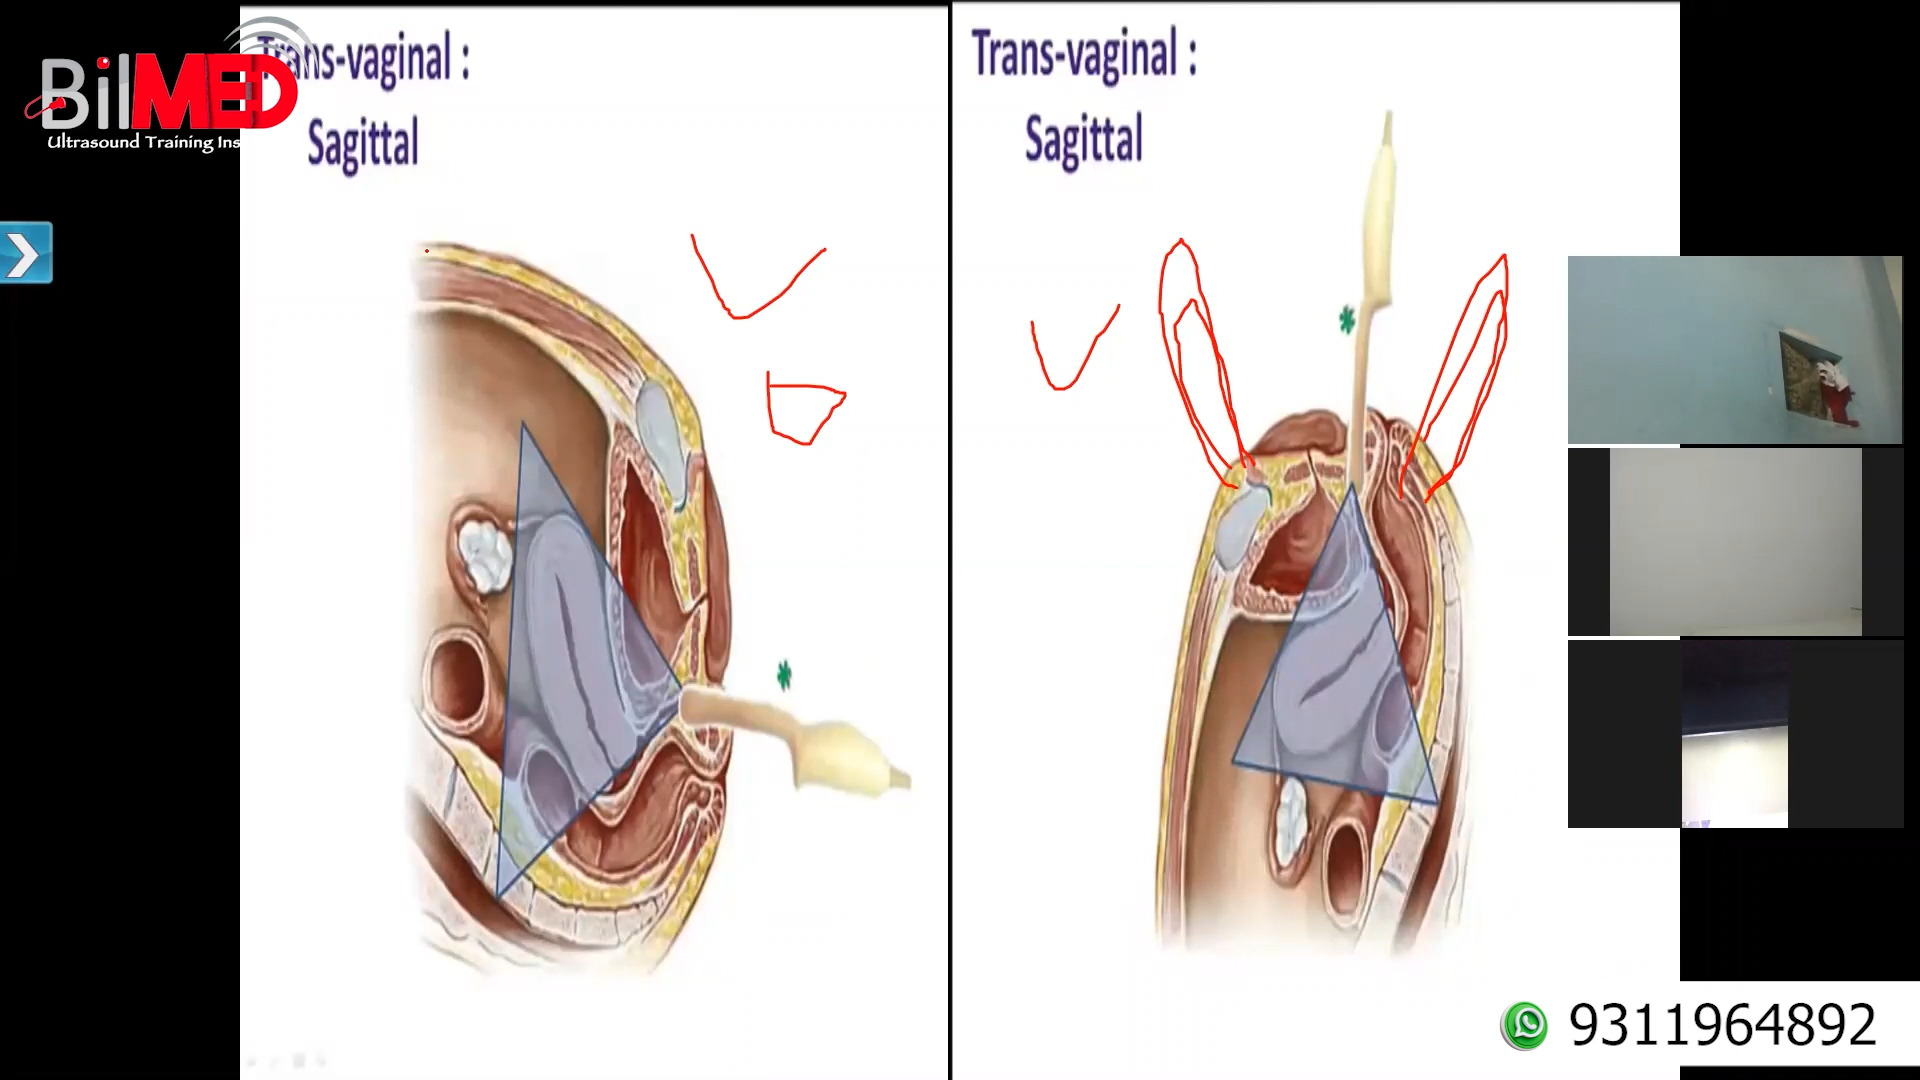 BilMED
Ultrasound Training Ins
Trans-vaginal :
Sagittal
Trans-vaginal :
Sagittal
*
*
9311964892